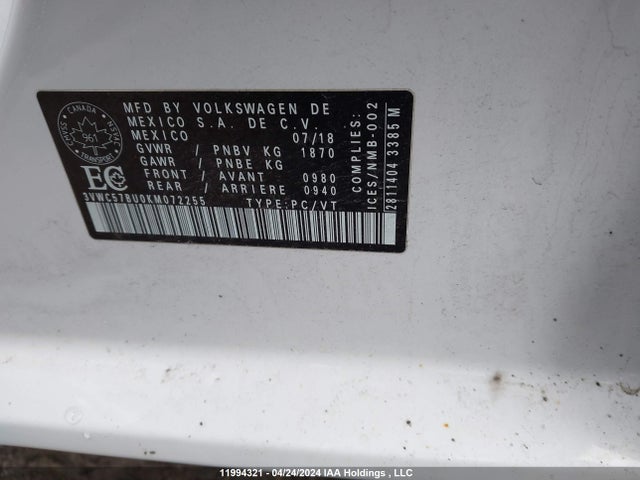 MFD BY VOLKSWAGEN DE
MEXICO S.A. DE C.V.
MEXICO 07/18
GVWR / PNBV KG 1870
GAWR / PNBE KG
FRONT / AVANT 0980
REAR / ARRIERE 0940
3VWC57BU0KM072255 TYPE:PC/VT
CANADA
TRANSPORT
EC
COMPLIES:
ICES/NMB-002
2811404 3385 M
11994321 - 04/24/2024 IAA Holdings , LLC